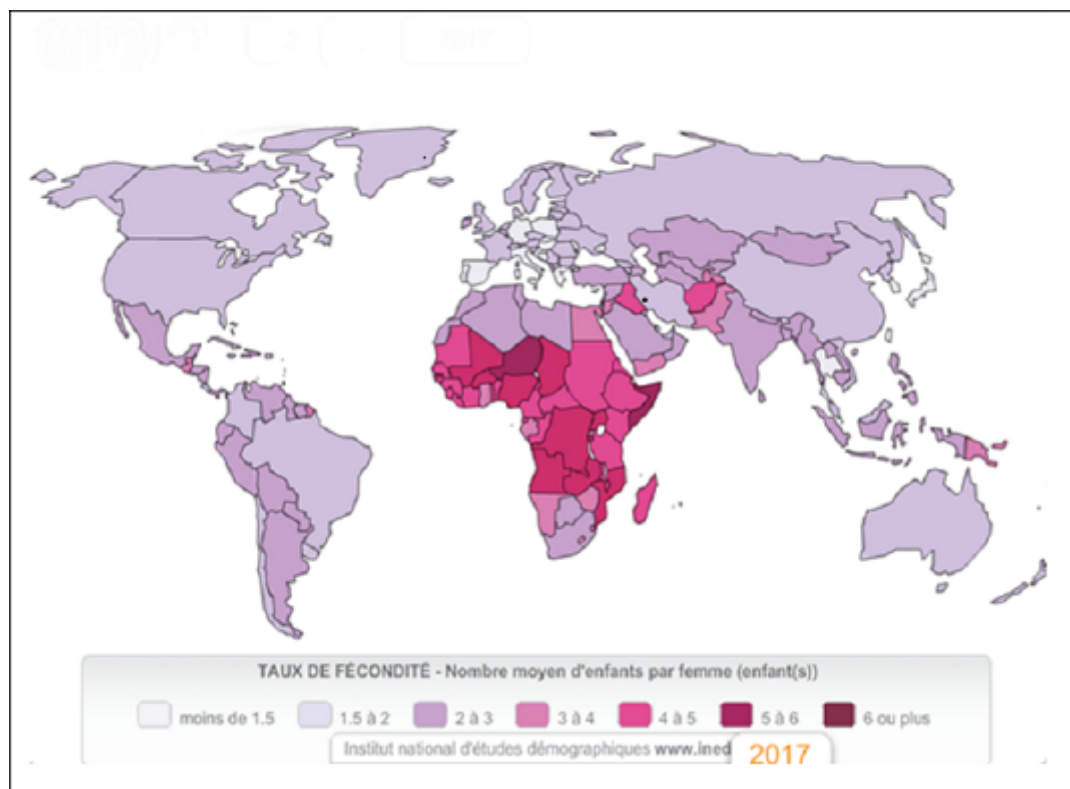 2017
TAUX DE FÉCONDITÉ - Nombre moyen d'enfants par femme (enfant(s))
moins de 1.5 1.5 à 2 2 à 3 3 à 4 4 à 5 5 à 6 6 ou plus
Institut national d'études démographiques www.ined
2017